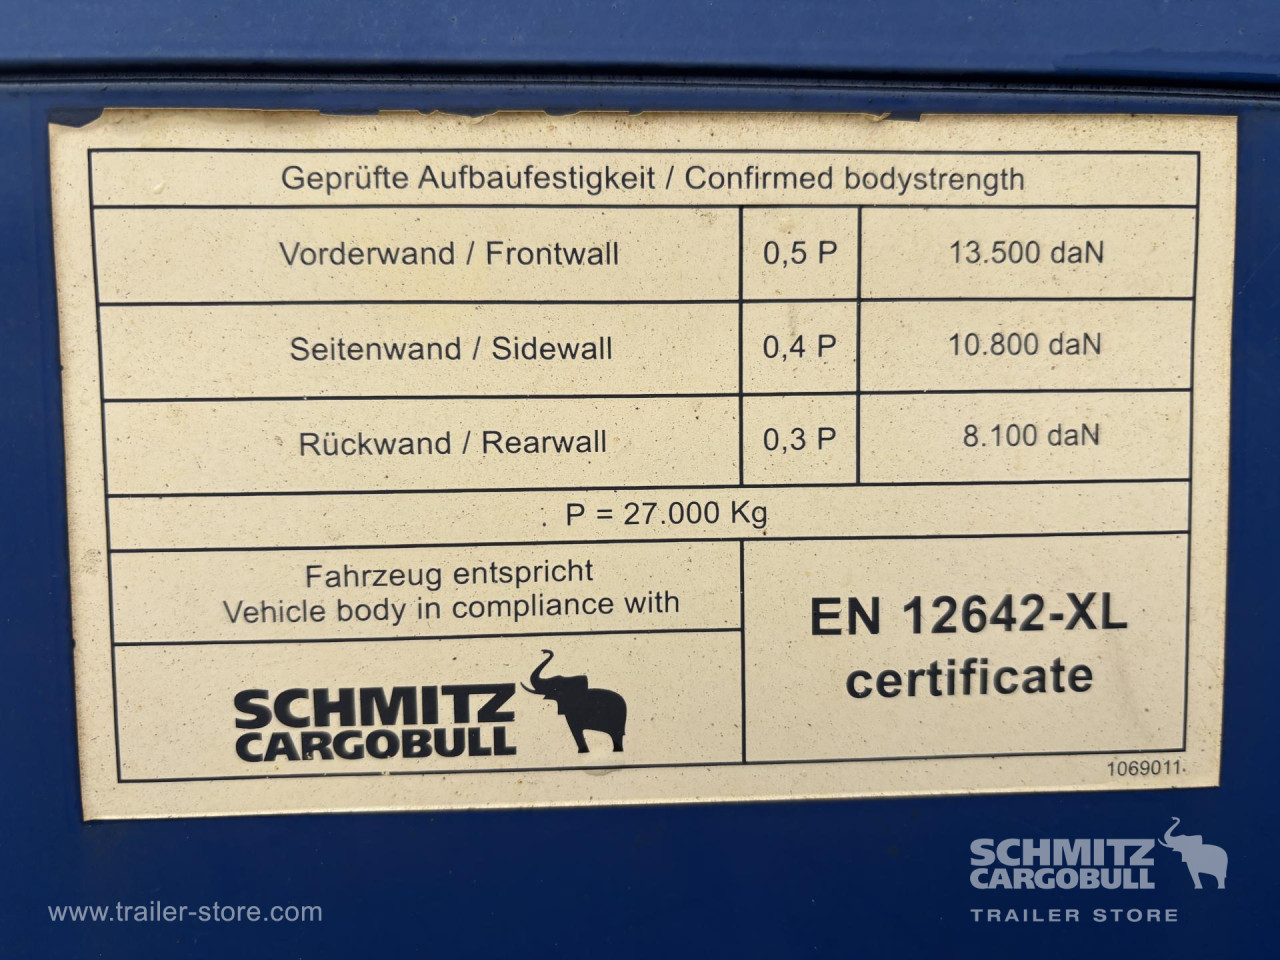 Geprüfte Aufbaufestigkeit / Confirmed bodystrength
Vorderwand / Frontwall 0,5 P 13.500 daN
Seitenwand / Sidewall 0,4 P 10.800 daN
Rückwand / Rearwall 0,3 P 8.100 daN
P = 27.000 Kg
Fahrzeug entspricht
Vehicle body in compliance with
EN 12642-XL
certificate
SCHMITZ
CARGOBULL
1069011
SCHMITZ
CARGOBULL
TRAILER STORE
www.trailer-store.com